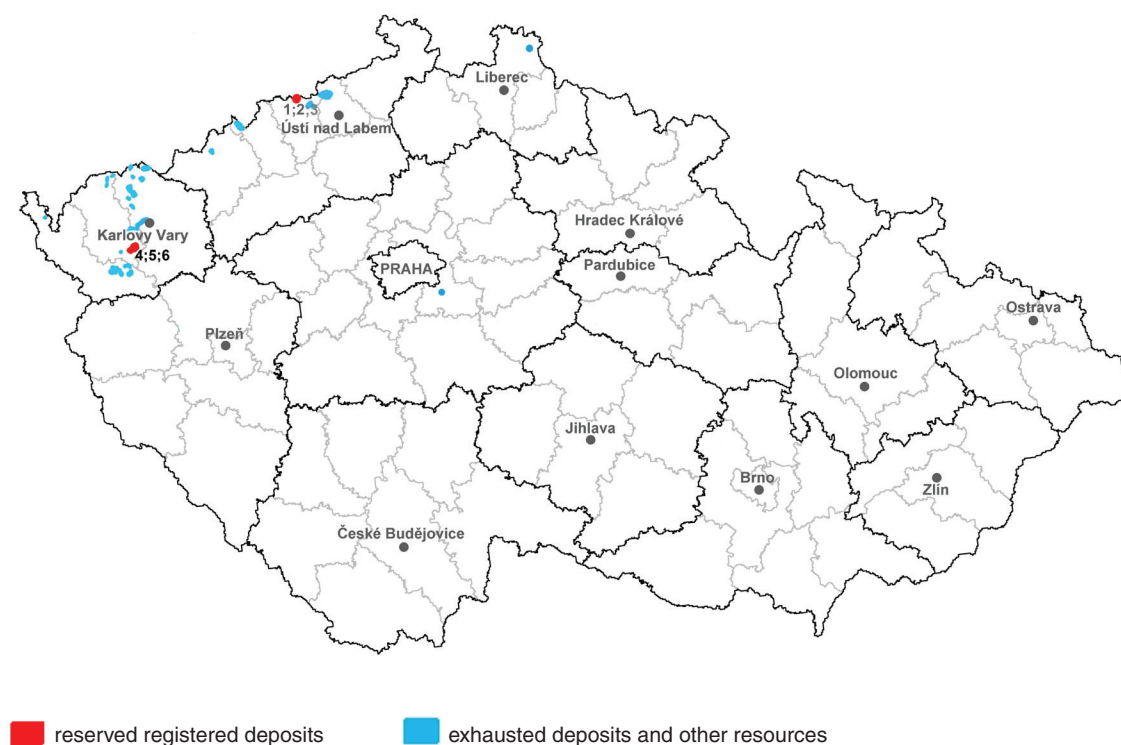 Liberec
1;2;3
Ústí nad Labem
Karlovy Vary
4;5;6
Hradec Králové
PRAHA
Pardubice
Plzeň
Ostrava
Olomouc
Jihlava
Brno
Zlín
České Budějovice
reserved registered deposits
exhausted deposits and other resources